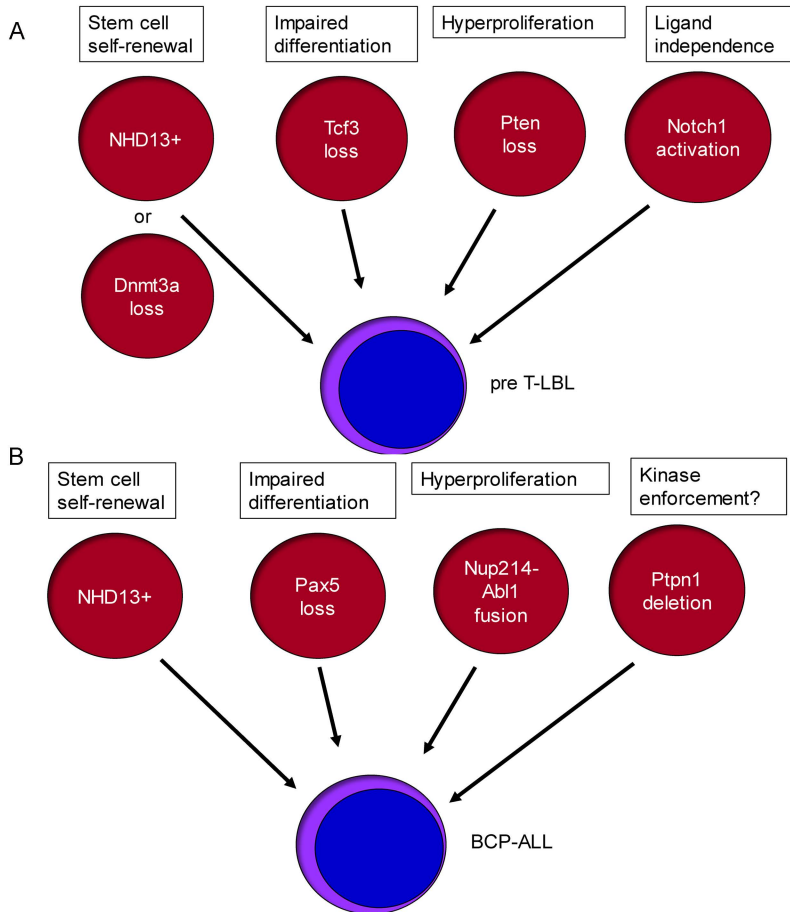 A
Stem cell
self-renewal
Impaired
differentiation
Hyperproliferation
Ligand
independence
NHD13+
Tcf3
loss
Pten
loss
Notch1
activation
or
Dnmt3a
loss
pre T-LBL
B
Stem cell
self-renewal
Impaired
differentiation
Hyperproliferation
Kinase
enforcement?
NHD13+
Pax5
loss
Nup214-
Abl1
fusion
Ptpn1
deletion
BCP-ALL